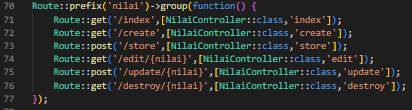 70 Route::prefix('nilai')->group(function() {
71 Route::get('/index',[NilaiController::class,'index']);
72 Route::get('/create',[NilaiController::class,'create']);
73 Route::post('/store',[NilaiController::class,'store']);
74 Route::get('/edit/{nilai}',[NilaiController::class,'edit']);
75 Route::post('/update/{nilai}',[NilaiController::class,'update']);
76 Route::get('/destroy/{nilai}',[NilaiController::class,'destroy']);
77 });